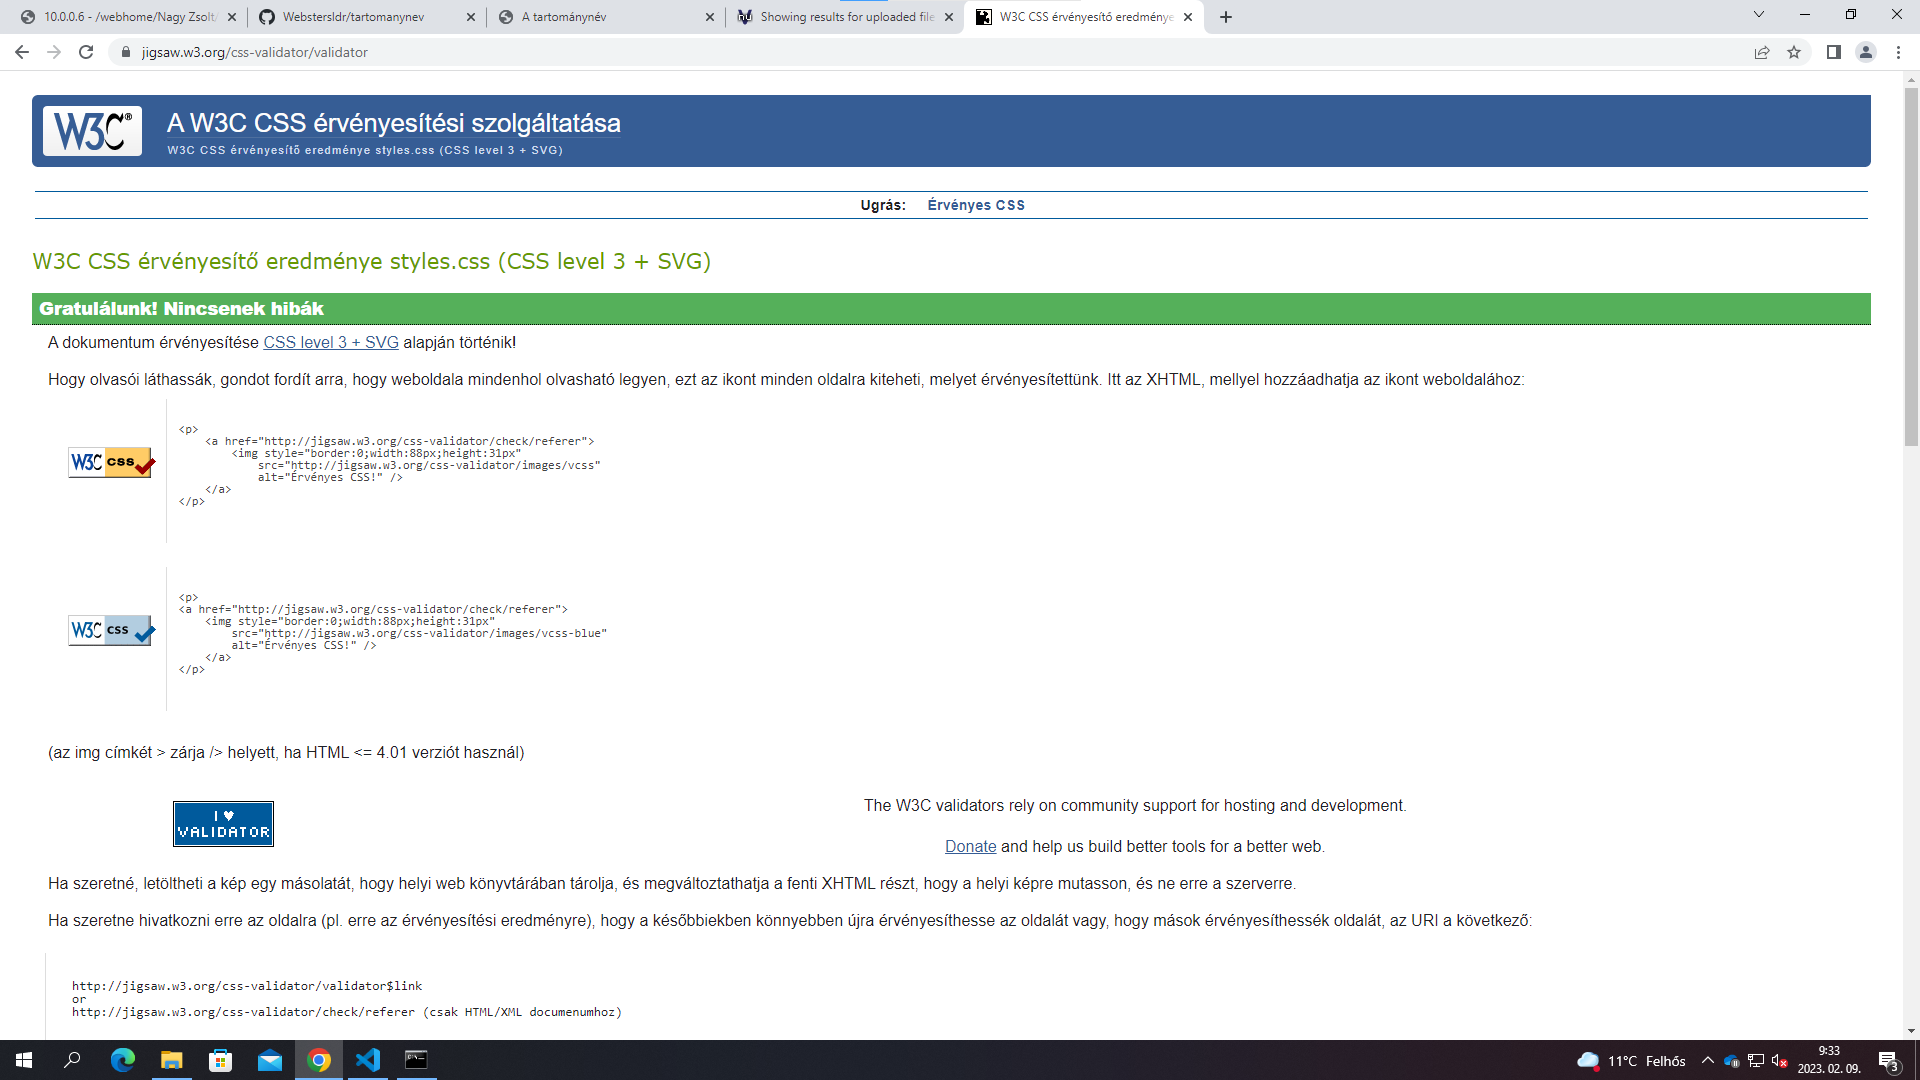 10.0.0.6 - /webhome/Nagy Zsolt/
Webstersldr/tartomanynev
A tartománynév
Showing results for uploaded file
W3C CSS érvényesítő eredménye
jigsaw.w3.org/css-validator/validator
W3C®
A W3C CSS érvényesítési szolgáltatása
W3C CSS érvényesítő eredménye styles.css (CSS level 3 + SVG)
Ugrás: Érvényes CSS
W3C CSS érvényesítő eredménye styles.css (CSS level 3 + SVG)
Gratulálunk! Nincsenek hibák
A dokumentum érvényesítése CSS level 3 + SVG alapján történik!
Hogy olvasói láthassák, gondot fordít arra, hogy weboldala mindenhol olvasható legyen, ezt az ikont minden oldalra kiteheti, melyet érvényesítettünk. Itt az XHTML, mellyel hozzáadhatja az ikont weboldalához:
W3C CSS
<p>
<a href="http://jigsaw.w3.org/css-validator/check/referer">
<img style="border:0;width:88px;height:31px"
src="http://jigsaw.w3.org/css-validator/images/vcss"
alt="Érvényes CSS!" />
</a>
</p>
W3C CSS
<p>
<a href="http://jigsaw.w3.org/css-validator/check/referer">
<img style="border:0;width:88px;height:31px"
src="http://jigsaw.w3.org/css-validator/images/vcss-blue"
alt="Érvényes CSS!" />
</a>
</p>
(az img címkét > zárja /> helyett, ha HTML <= 4.01 verziót használ)
I ♥
VALIDATOR
The W3C validators rely on community support for hosting and development.
Donate and help us build better tools for a better web.
Ha szeretné, letöltheti a kép egy másolatát, hogy helyi web könyvtárában tárolja, és megváltoztathatja a fenti XHTML részt, hogy a helyi képre mutasson, és ne erre a szerverre.
Ha szeretne hivatkozni erre az oldalra (pl. erre az érvényesítési eredményre), hogy a későbbiekben könnyebben újra érvényesíthesse az oldalát vagy, hogy mások érvényesíthessék oldalát, az URI a következő:
http://jigsaw.w3.org/css-validator/validator$link
or
http://jigsaw.w3.org/css-validator/check/referer (csak HTML/XML documenumhoz)
11°C Felhős
9:33
2023. 02. 09.
3